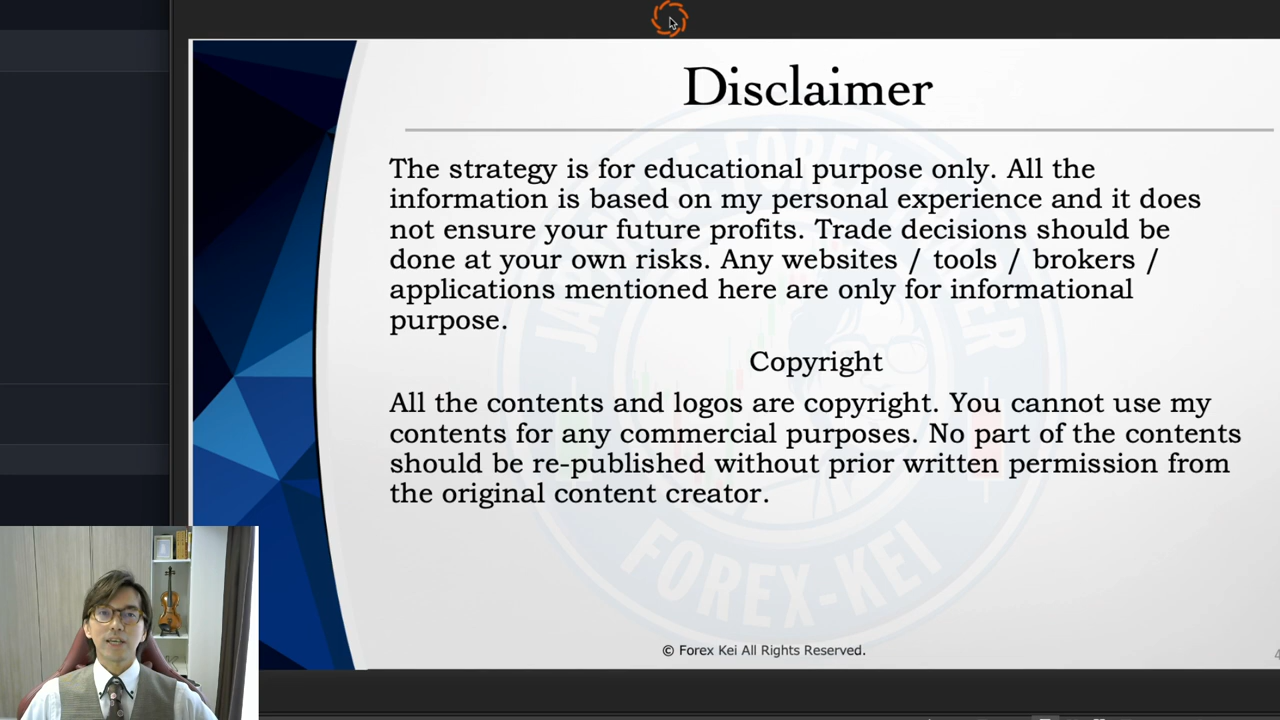 Disclaimer
The strategy is for educational purpose only. All the
information is based on my personal experience and it does
not ensure your future profits. Trade decisions should be
done at your own risks. Any websites / tools / brokers /
applications mentioned here are only for informational
purpose.
Copyright
All the contents and logos are copyright. You cannot use my
contents for any commercial purposes. No part of the contents
should be re-published without prior written permission from
the original content creator.
FOREX-KEI
© Forex Kei All Rights Reserved.